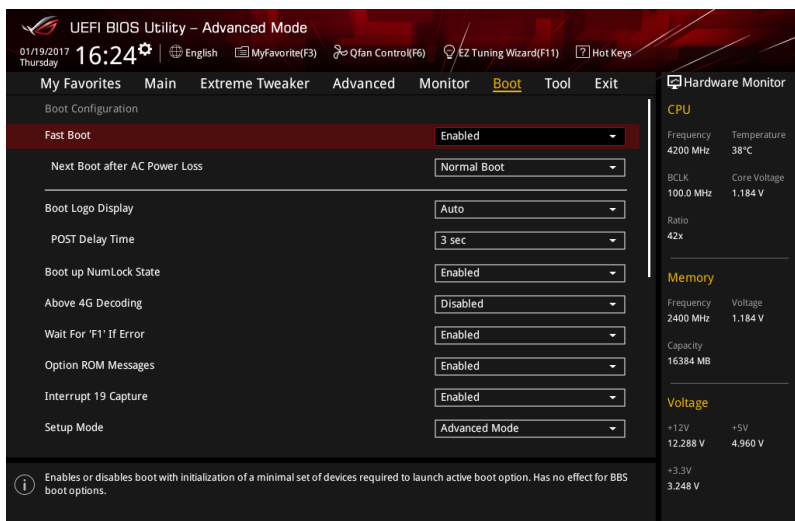 UEFI BIOS Utility – Advanced Mode
01/19/2017
Thursday
16:24
English
MyFavorite(F3)
Qfan Control(F6)
EZ Tuning Wizard(F11)
? Hot Keys
My Favorites Main Extreme Tweaker Advanced Monitor Boot Tool Exit
Boot Configuration
Fast Boot Enabled
Next Boot after AC Power Loss Normal Boot
Boot Logo Display Auto
POST Delay Time 3 sec
Boot up NumLock State Enabled
Above 4G Decoding Disabled
Wait For 'F1' If Error Enabled
Option ROM Messages Enabled
Interrupt 19 Capture Enabled
Setup Mode Advanced Mode
i
Enables or disables boot with initialization of a minimal set of devices required to launch active boot option. Has no effect for BBS
boot options.
Hardware Monitor
CPU
Frequency Temperature
4200 MHz 38°C
BCLK Core Voltage
100.0 MHz 1.184 V
Ratio
42x
Memory
Frequency Voltage
2400 MHz 1.184 V
Capacity
16384 MB
Voltage
+12V +5V
12.288 V 4.960 V
+3.3V
3.248 V